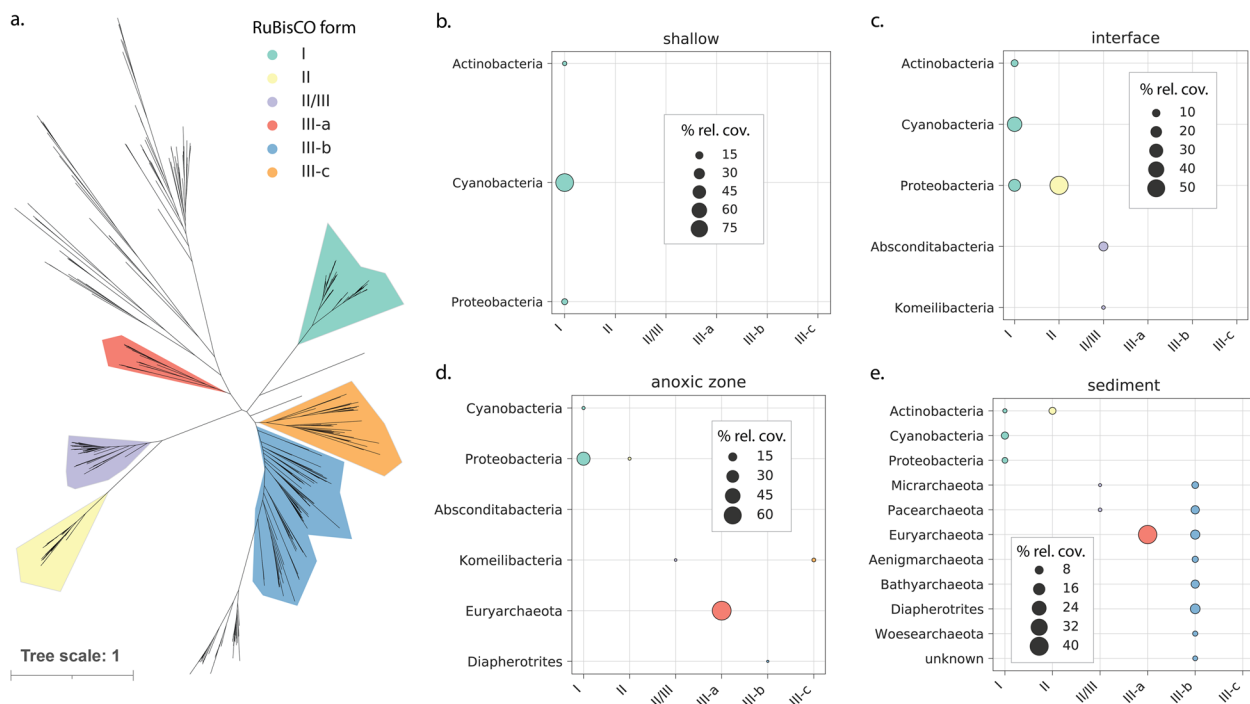 a.
RuBisCO form
I
II
II/III
III-a
III-b
III-c
Tree scale: 1
b.
shallow
Actinobacteria
Cyanobacteria
Proteobacteria
% rel. cov.
15
30
45
60
75
I
II
II/III
III-a
III-b
III-c
c.
interface
Actinobacteria
Cyanobacteria
Proteobacteria
Absconditabacteria
Komeilibacteria
% rel. cov.
10
20
30
40
50
I
II
II/III
III-a
III-b
III-c
d.
anoxic zone
Cyanobacteria
Proteobacteria
Absconditabacteria
Komeilibacteria
Euryarchaeota
Diapherotrites
% rel. cov.
15
30
45
60
I
II
II/III
III-a
III-b
III-c
e.
sediment
Actinobacteria
Cyanobacteria
Proteobacteria
Micrarchaeota
Pacearchaeota
Euryarchaeota
Aenigmarchaeota
Bathyarchaeota
Diapherotrites
Woesearchaeota
unknown
% rel. cov.
8
16
24
32
40
I
II
II/III
III-a
III-b
III-c